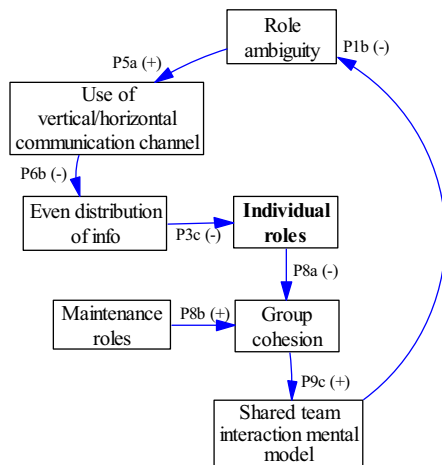 Role
ambiguity
P1b (-)
P5a (+)
Use of
vertical/horizontal
communication channel
P6b (-)
Even distribution
of info
P3c (-)
Individual
roles
P8a (-)
Maintenance
roles
P8b (+)
Group
cohesion
P9c (+)
Shared team
interaction mental
model